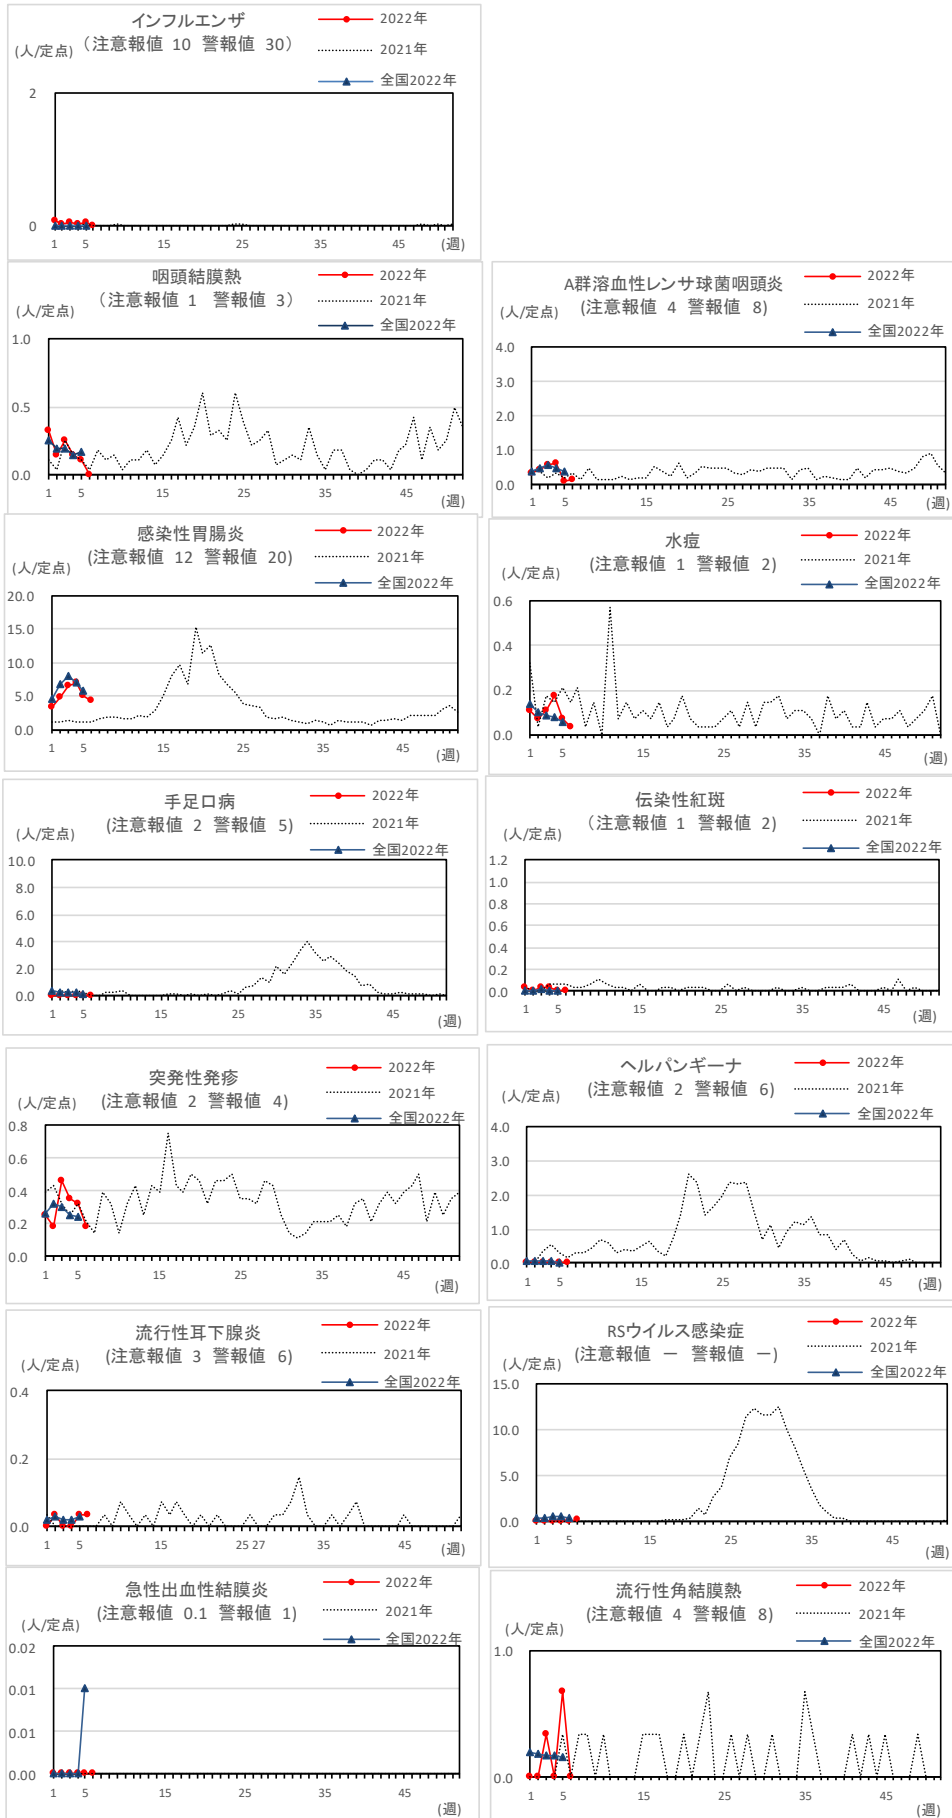 インフルエンザ
（注意報値 10 警報値 30）
(人/定点)
2022年
2021年
全国2022年
2
0
1 5 15 25 35 45
(週)
咽頭結膜熱
（注意報値 1 警報値 3）
(人/定点)
2022年
2021年
全国2022年
1.0
0.5
0.0
1 5 15 25 35 45
(週)
A群溶血性レンサ球菌咽頭炎
(注意報値 4 警報値 8)
(人/定点)
2022年
2021年
全国2022年
4.0
3.0
2.0
1.0
0.0
1 5 15 25 35 45
(週)
感染性胃腸炎
(注意報値 12 警報値 20)
(人/定点)
2022年
2021年
全国2022年
20.0
15.0
10.0
5.0
0.0
1 5 15 25 35 45
(週)
水痘
(注意報値 1 警報値 2)
(人/定点)
2022年
2021年
全国2022年
0.6
0.4
0.2
0.0
1 5 15 25 35 45
(週)
手足口病
(注意報値 2 警報値 5)
(人/定点)
2022年
2021年
全国2022年
10.0
8.0
6.0
4.0
2.0
0.0
1 5 15 25 35 45
(週)
伝染性紅斑
（注意報値 1 警報値 2）
(人/定点)
2022年
2021年
全国2022年
1.2
1.0
0.8
0.6
0.4
0.2
0.0
1 5 15 25 35 45
(週)
突発性発疹
(注意報値 2 警報値 4)
(人/定点)
2022年
2021年
全国2022年
0.8
0.6
0.4
0.2
0.0
1 5 15 25 35 45
(週)
ヘルパンギーナ
(注意報値 2 警報値 6)
(人/定点)
2022年
2021年
全国2022年
4.0
3.0
2.0
1.0
0.0
1 5 15 25 35 45
(週)
流行性耳下腺炎
(注意報値 3 警報値 6)
(人/定点)
2022年
2021年
全国2022年
0.4
0.2
0.0
1 5 15 25 27 35 45
(週)
RSウイルス感染症
(注意報値 － 警報値 －)
(人/定点)
2022年
2021年
全国2022年
15.0
10.0
5.0
0.0
1 5 15 25 35 45
(週)
急性出血性結膜炎
(注意報値 0.1 警報値 1)
(人/定点)
2022年
2021年
全国2022年
0.02
0.01
0.01
0.00
1 5 15 25 35 45
(週)
流行性角結膜熱
(注意報値 4 警報値 8)
(人/定点)
2022年
2021年
全国2022年
1.0
0.0
1 5 15 25 35 45
(週)